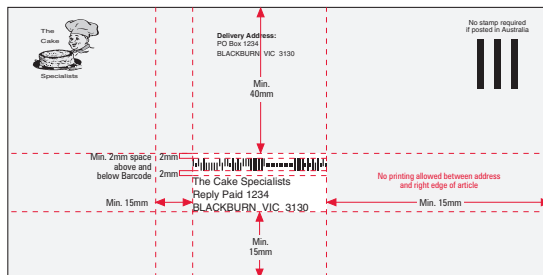 The
Cake
Specialists
Delivery Address:
PO Box 1234
BLACKBURN VIC 3130
No stamp required
if posted in Australia
Min.
40mm
Min. 2mm space
above and
below Barcode
2mm
2mm
The Cake Specialists
Reply Paid 1234
BLACKBURN VIC 3130
No printing allowed between address
and right edge of article
Min. 15mm
Min. 15mm
Min.
15mm